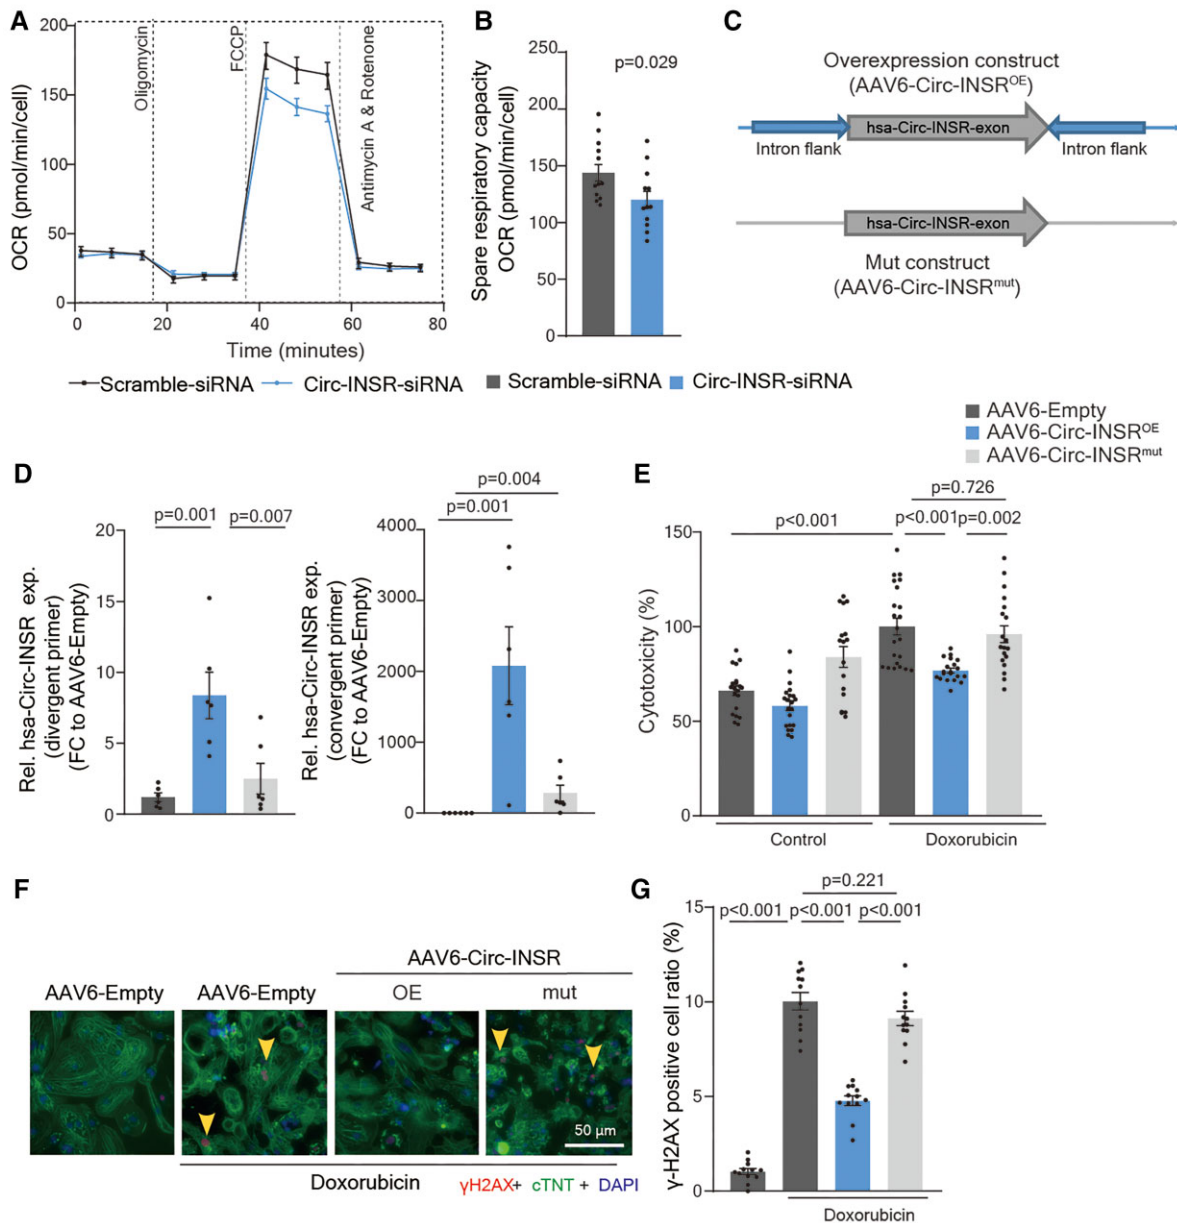 A
OCR (pmol/min/cell)
200
150
100
50
0
Oligomycin
FCCP
Antimycin A & Rotenone
0 20 40 60 80
Time (minutes)
Scramble-siRNA Circ-INSR-siRNA
B
Spare respiratory capacity
OCR (pmol/min/cell)
250
200
150
100
50
0
p=0.029
Scramble-siRNA Circ-INSR-siRNA
C
Overexpression construct
(AAV6-Circ-INSROE)
hsa-Circ-INSR-exon
Intron flank Intron flank
hsa-Circ-INSR-exon
Mut construct
(AAV6-Circ-INSRmut)
AAV6-Empty
AAV6-Circ-INSROE
AAV6-Circ-INSRmut
D
Rel. hsa-Circ-INSR exp.
(divergent primer)
(FC to AAV6-Empty)
20
15
10
5
0
p=0.001 p=0.007
Rel. hsa-Circ-INSR exp.
(convergent primer)
(FC to AAV6-Empty)
4000
3000
2000
1000
0
p=0.004
p=0.001
E
Cytotoxicity (%)
150
100
50
0
p=0.726
p<0.001 p<0.001 p=0.002
Control Doxorubicin
F
AAV6-Circ-INSR
AAV6-Empty AAV6-Empty OE mut
50 µm
Doxorubicin γH2AX+ cTNT + DAPI
G
γ-H2AX positive cell ratio (%)
15
10
5
0
p=0.221
p<0.001 p<0.001 p<0.001
Doxorubicin